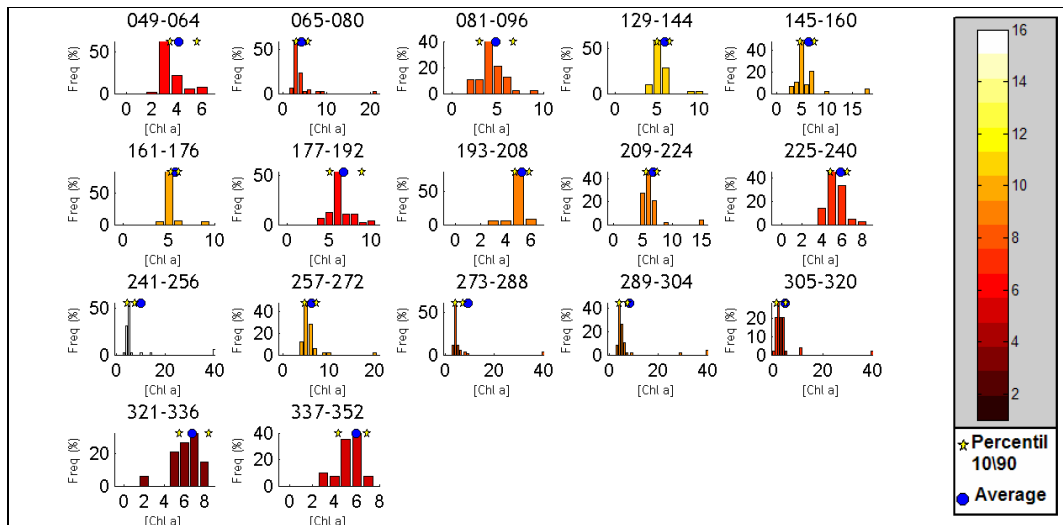 049-064
Freq (%)
50
0
0 2 4 6
[Chl a]
065-080
Freq (%)
50
0
0 10 20
[Chl a]
081-096
Freq (%)
40
20
0
0 5 10
[Chl a]
129-144
Freq (%)
50
0
0 5 10
[Chl a]
145-160
Freq (%)
40
20
0
0 5 10 15
[Chl a]
161-176
Freq (%)
50
0
0 5 10
[Chl a]
177-192
Freq (%)
50
0
0 5 10
[Chl a]
193-208
Freq (%)
50
0
0 2 4 6
[Chl a]
209-224
Freq (%)
40
20
0
0 5 10 15
[Chl a]
225-240
Freq (%)
40
20
0
0 2 4 6 8
[Chl a]
241-256
Freq (%)
50
0
0 20 40
[Chl a]
257-272
Freq (%)
40
20
0
0 10 20
[Chl a]
273-288
Freq (%)
50
0
0 20 40
[Chl a]
289-304
Freq (%)
40
20
0
0 20 40
[Chl a]
305-320
Freq (%)
20
0
0 20 40
[Chl a]
321-336
Freq (%)
20
0
0 2 4 6 8
[Chl a]
337-352
Freq (%)
40
20
0
0 2 4 6 8
[Chl a]
16
14
12
10
8
6
4
2
Percentil
10\90
Average